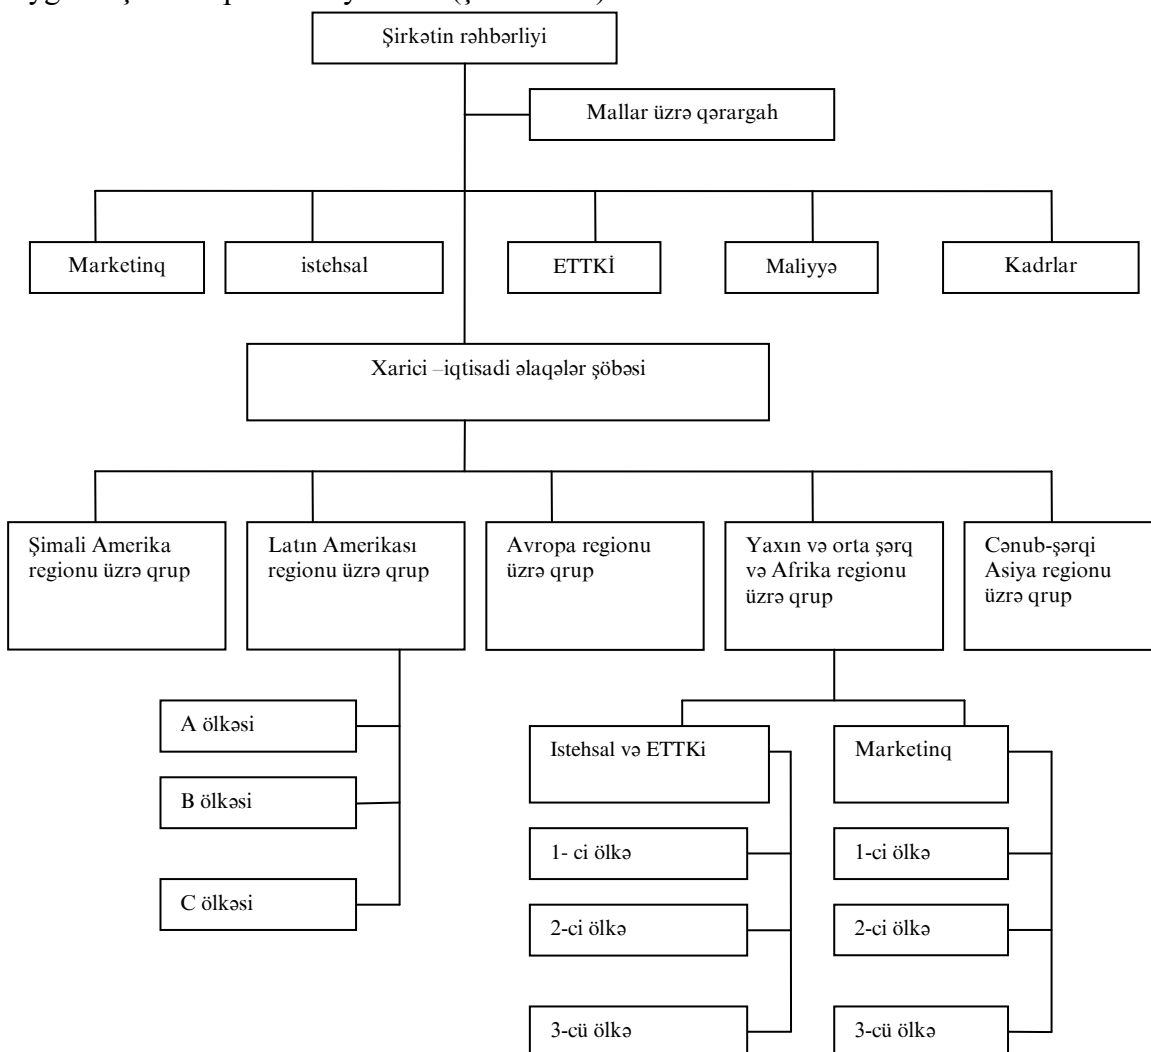 Şirkətin rəhbərliyi
Mallar üzrə qərargah
Marketinq
istehsal
ETTKİ
Maliyyə
Kadrlar
Xarici –iqtisadi əlaqələr şöbəsi
Şimali Amerika
regionu üzrə qrup
Latın Amerikası
regionu üzrə qrup
Avropa regionu
üzrə qrup
Yaxın və orta şərq
və Afrika regionu
üzrə qrup
Cənub-şərqi
Asiya regionu
üzrə qrup
A ölkəsi
B ölkəsi
C ölkəsi
Istehsal və ETTKi
1- ci ölkə
2-ci ölkə
3-cü ölkə
Marketinq
1-ci ölkə
2-ci ölkə
3-cü ölkə